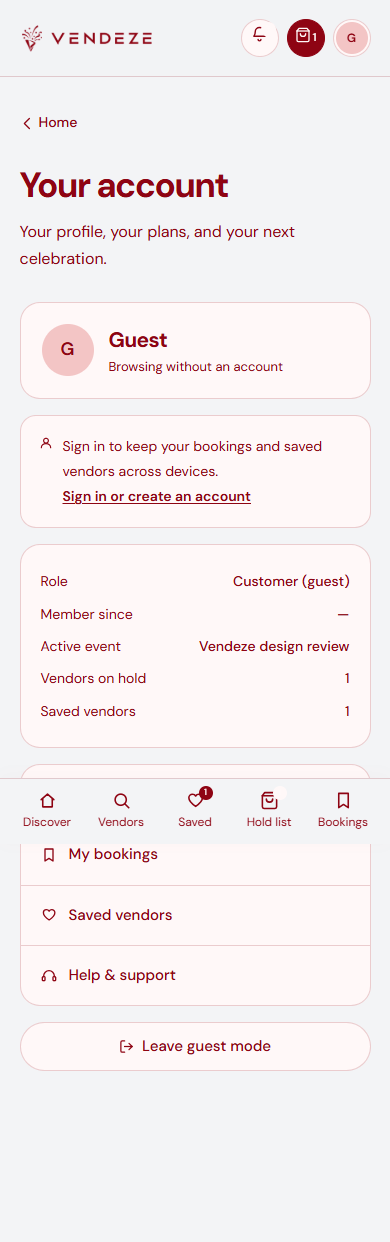 VENDEZE
1
G
Home
Your account
Your profile, your plans, and your next
celebration.
G
Guest
Browsing without an account
Sign in to keep your bookings and saved
vendors across devices.
Sign in or create an account
Role Customer (guest)
Member since —
Active event Vendeze design review
Vendors on hold 1
Saved vendors 1
1
Discover Vendors Saved Hold list Bookings
My bookings
Saved vendors
Help & support
Leave guest mode